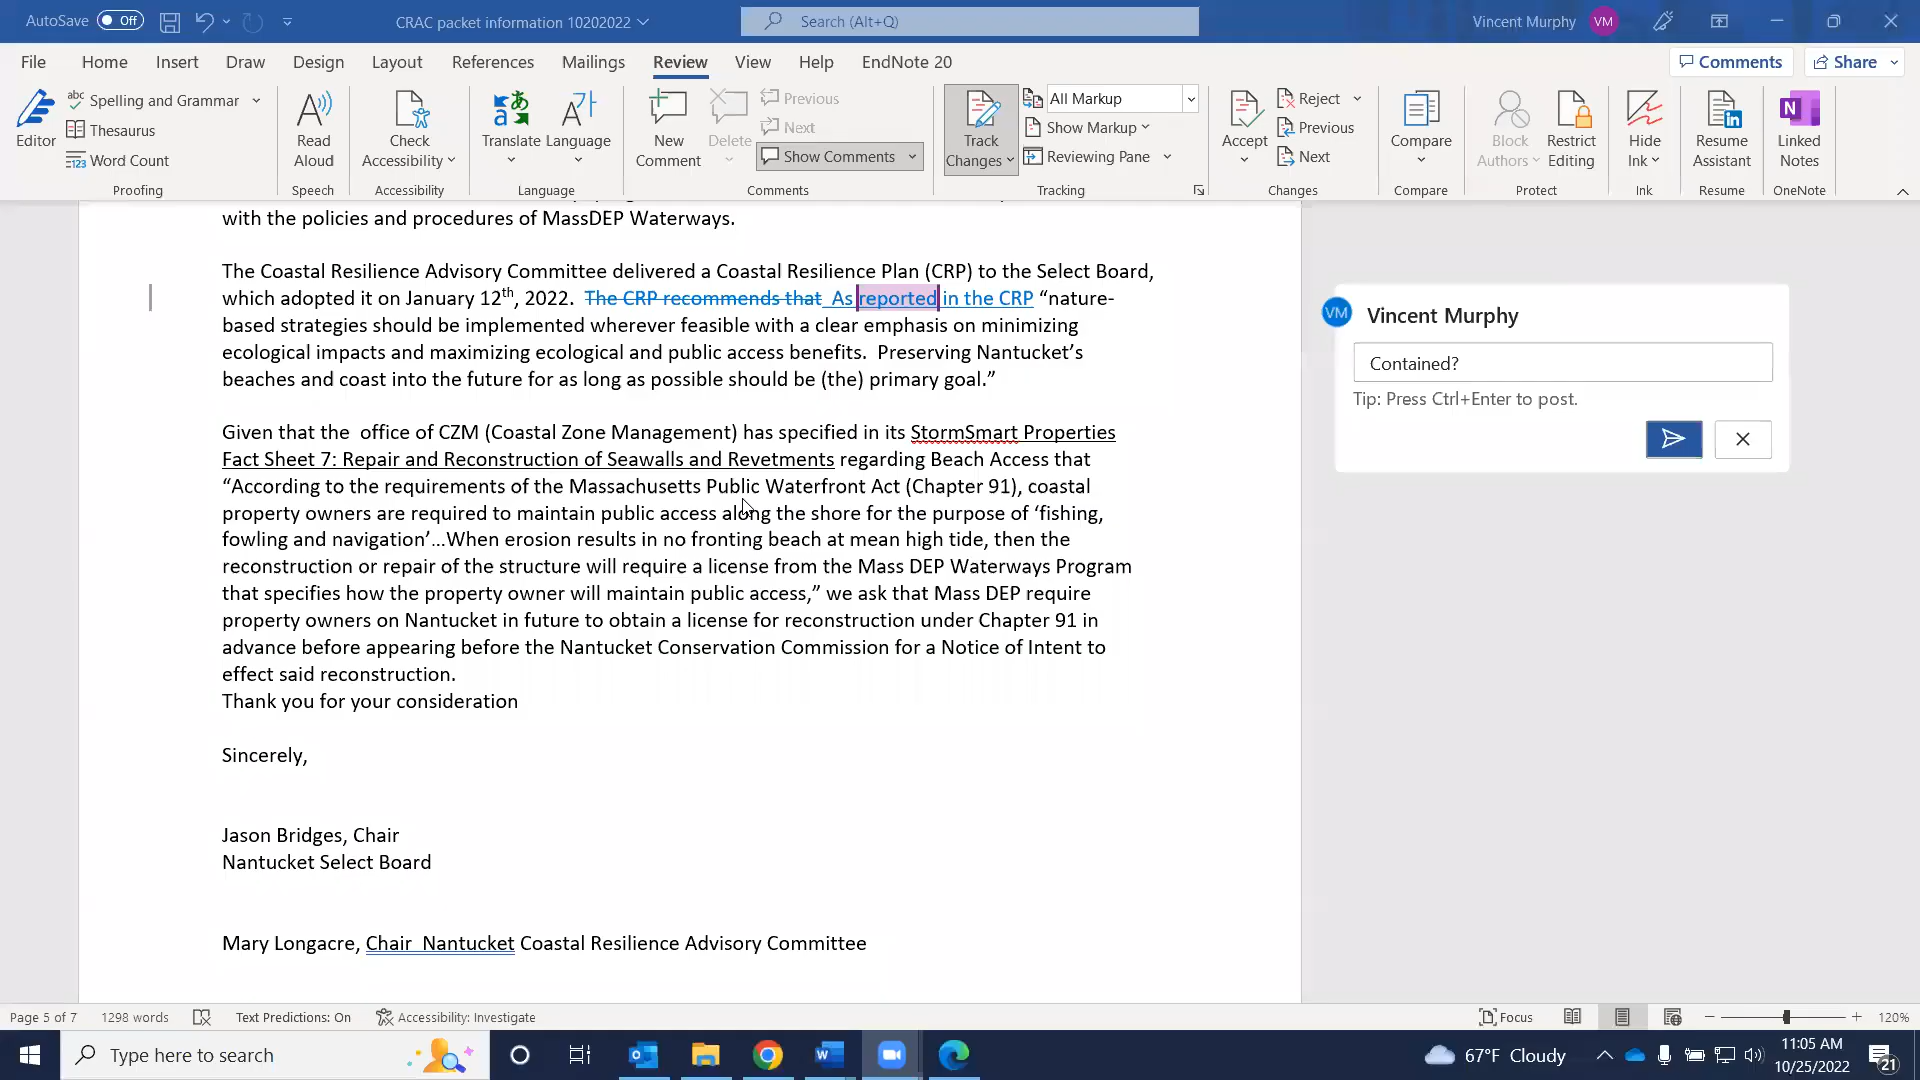 AutoSave Off
CRAC packet information 10202022
Search (Alt+Q)
Vincent Murphy VM
File Home Insert Draw Design Layout References Mailings Review View Help EndNote 20
Comments Share
Editor
abc Spelling and Grammar
Thesaurus
123 Word Count
Proofing
Read Aloud
Speech
Check Accessibility
Accessibility
Translate
Language
Language
New Comment
Delete
Previous
Next
Show Comments
Comments
Track Changes
All Markup
Show Markup
Reviewing Pane
Tracking
Accept
Reject
Previous
Next
Changes
Compare
Compare
Block Authors
Restrict Editing
Protect
Hide Ink
Ink
Resume Assistant
Resume
Linked Notes
OneNote
with the policies and procedures of MassDEP Waterways.
The Coastal Resilience Advisory Committee delivered a Coastal Resilience Plan (CRP) to the Select Board,
which adopted it on January 12th, 2022. The CRP recommends that As reported in the CRP “nature-
based strategies should be implemented wherever feasible with a clear emphasis on minimizing
ecological impacts and maximizing ecological and public access benefits. Preserving Nantucket’s
beaches and coast into the future for as long as possible should be (the) primary goal.”
Given that the office of CZM (Coastal Zone Management) has specified in its StormSmart Properties
Fact Sheet 7: Repair and Reconstruction of Seawalls and Revetments regarding Beach Access that
“According to the requirements of the Massachusetts Public Waterfront Act (Chapter 91), coastal
property owners are required to maintain public access along the shore for the purpose of ‘fishing,
fowling and navigation’…When erosion results in no fronting beach at mean high tide, then the
reconstruction or repair of the structure will require a license from the Mass DEP Waterways Program
that specifies how the property owner will maintain public access,” we ask that Mass DEP require
property owners on Nantucket in future to obtain a license for reconstruction under Chapter 91 in
advance before appearing before the Nantucket Conservation Commission for a Notice of Intent to
effect said reconstruction.
Thank you for your consideration
Sincerely,
Jason Bridges, Chair
Nantucket Select Board
Mary Longacre, Chair Nantucket Coastal Resilience Advisory Committee
VM Vincent Murphy
Contained?
Tip: Press Ctrl+Enter to post.
Page 5 of 7 1298 words Text Predictions: On Accessibility: Investigate
Focus 120%
Type here to search
67°F Cloudy
11:05 AM
10/25/2022
21